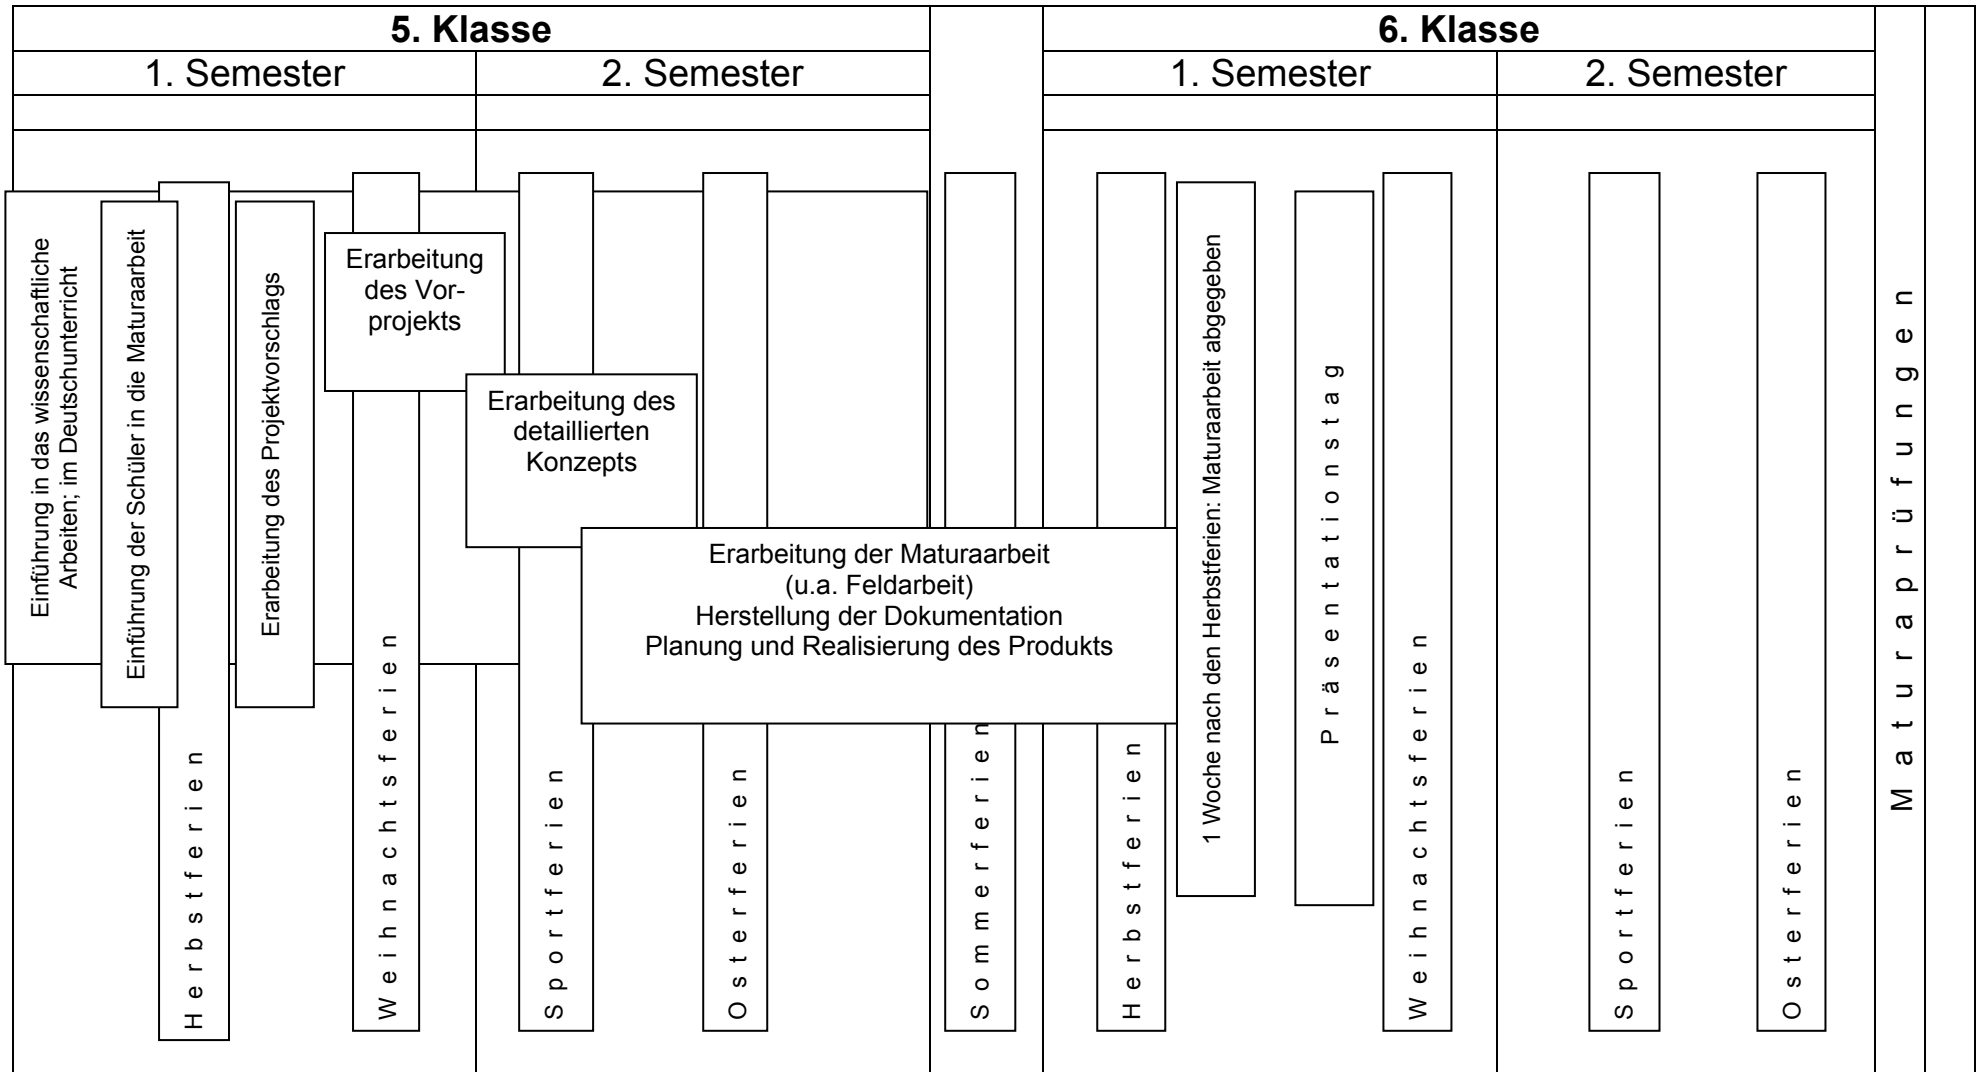 5. Klasse
6. Klasse
1. Semester
2. Semester
1. Semester
2. Semester
Einführung in das wissenschaftliche
Arbeiten; im Deutschunterricht
Einführung der Schüler in die Maturaarbeit
Herbstferien
Erarbeitung des Projektvorschlags
Erarbeitung
des Vor-
projekts
Weihnachtsferien
Erarbeitung des
detaillierten
Konzepts
Sportferien
Osterferien
Erarbeitung der Maturaarbeit
(u.a. Feldarbeit)
Herstellung der Dokumentation
Planung und Realisierung des Produkts
Sommerferien
Herbstferien
1 Woche nach den Herbstferien: Maturaarbeit abgegeben
Präsentationstag
Weihnachtsferien
Sportferien
Osterferien
Maturaprüfungen